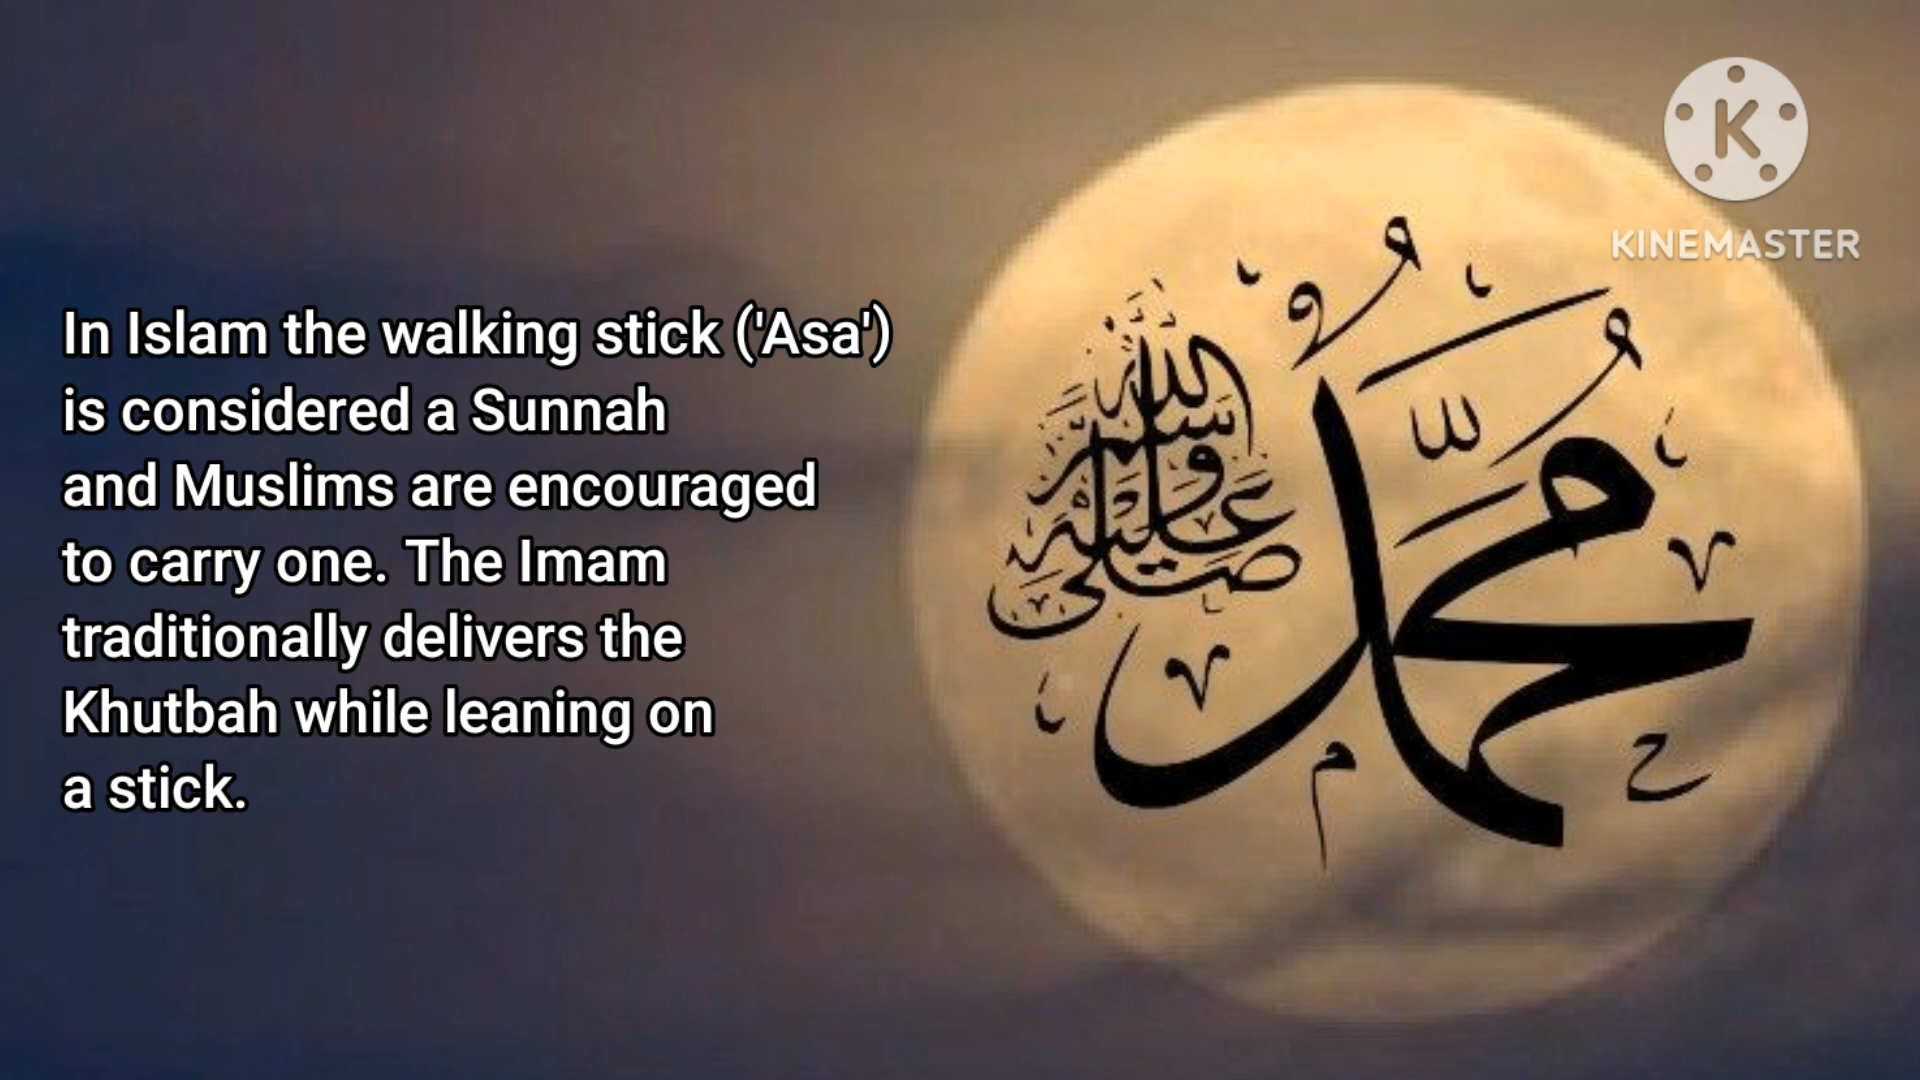 K
KINEMASTER
In Islam the walking stick ('Asa')
is considered a Sunnah
and Muslims are encouraged
to carry one. The Imam
traditionally delivers the
Khutbah while leaning on
a stick.
مُحَمَّد
صلى الله عليه وسلم